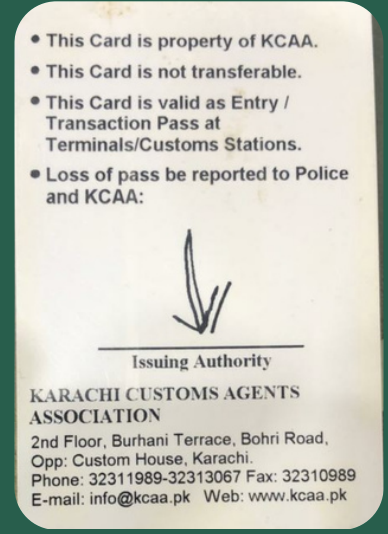 • This Card is property of KCAA.
• This Card is not transferable.
• This Card is valid as Entry /
Transaction Pass at
Terminals/Customs Stations.
• Loss of pass be reported to Police
and KCAA:
Issuing Authority
KARACHI CUSTOMS AGENTS
ASSOCIATION
2nd Floor, Burhani Terrace, Bohri Road,
Opp: Custom House, Karachi.
Phone: 32311989-32313067 Fax: 32310989
E-mail: info@kcaa.pk Web: www.kcaa.pk